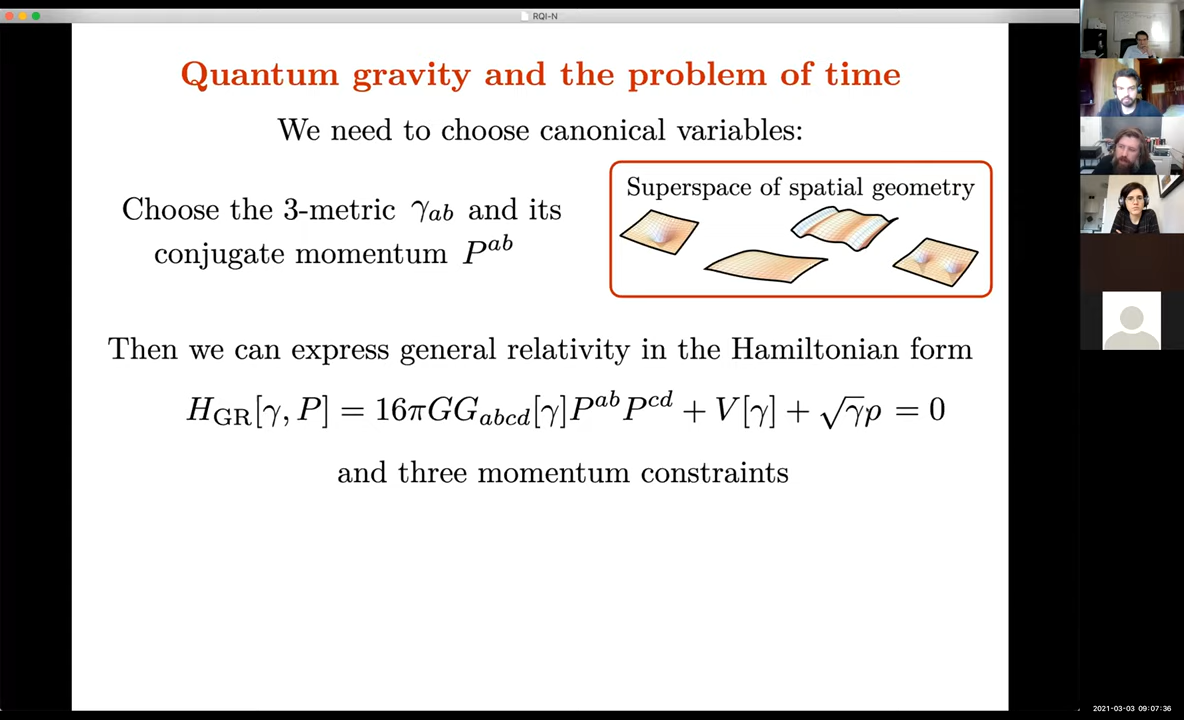 RQI-N
Quantum gravity and the problem of time
We need to choose canonical variables:
Choose the 3-metric γab and its
conjugate momentum P^ab
Superspace of spatial geometry
Then we can express general relativity in the Hamiltonian form
H_GR[γ, P] = 16πGG_abcd[γ]P^ab P^cd + V[γ] + √γp = 0
and three momentum constraints
2021-03-03 09:07:36